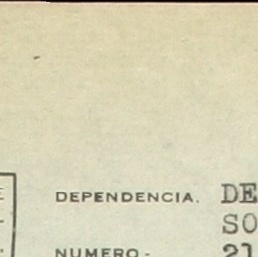 DEPENDENCIA. DE
SO
NUMERO.- 21